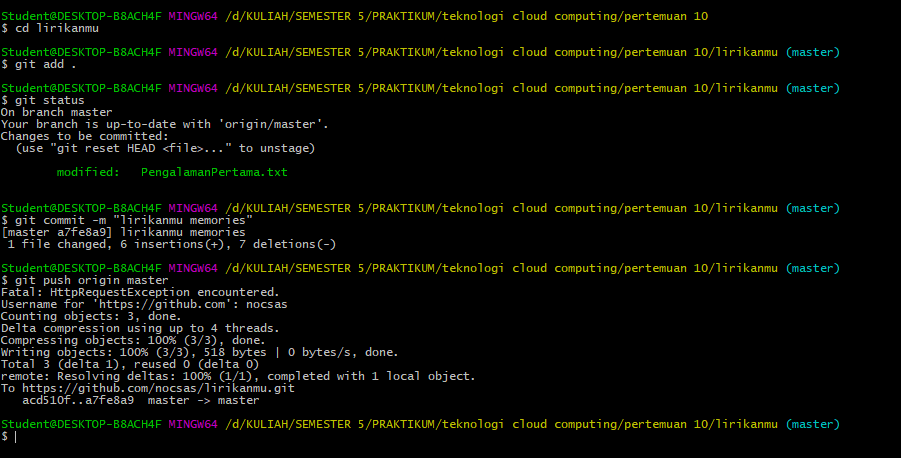 Student@DESKTOP-B8ACH4F MINGW64 /d/KULIAH/SEMESTER 5/PRAKTIKUM/teknologi cloud computing/pertemuan 10
$ cd lirikanmu
Student@DESKTOP-B8ACH4F MINGW64 /d/KULIAH/SEMESTER 5/PRAKTIKUM/teknologi cloud computing/pertemuan 10/lirikanmu (master)
$ git add .
Student@DESKTOP-B8ACH4F MINGW64 /d/KULIAH/SEMESTER 5/PRAKTIKUM/teknologi cloud computing/pertemuan 10/lirikanmu (master)
$ git status
On branch master
Your branch is up-to-date with 'origin/master'.
Changes to be committed:
  (use "git reset HEAD <file>..." to unstage)
        modified:   PengalamanPertama.txt
Student@DESKTOP-B8ACH4F MINGW64 /d/KULIAH/SEMESTER 5/PRAKTIKUM/teknologi cloud computing/pertemuan 10/lirikanmu (master)
$ git commit -m "lirikanmu memories"
[master a7fe8a9] lirikanmu memories
 1 file changed, 6 insertions(+), 7 deletions(-)
Student@DESKTOP-B8ACH4F MINGW64 /d/KULIAH/SEMESTER 5/PRAKTIKUM/teknologi cloud computing/pertemuan 10/lirikanmu (master)
$ git push origin master
Fatal: HttpRequestException encountered.
Username for 'https://github.com': nocsas
Counting objects: 3, done.
Delta compression using up to 4 threads.
Compressing objects: 100% (3/3), done.
Writing objects: 100% (3/3), 518 bytes | 0 bytes/s, done.
Total 3 (delta 1), reused 0 (delta 0)
remote: Resolving deltas: 100% (1/1), completed with 1 local object.
To https://github.com/nocsas/lirikanmu.git
   acd510f..a7fe8a9  master -> master
Student@DESKTOP-B8ACH4F MINGW64 /d/KULIAH/SEMESTER 5/PRAKTIKUM/teknologi cloud computing/pertemuan 10/lirikanmu (master)
$